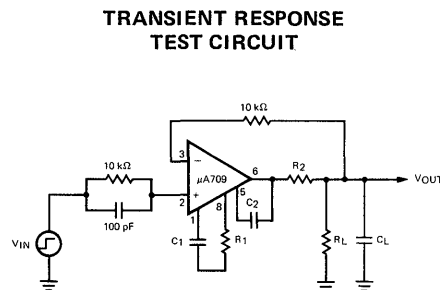 TRANSIENT RESPONSE
TEST CIRCUIT
10 kΩ
10 kΩ
3
−
μA709
6
R2
VOUT
+
2
5
8
1
C2
100 pF
VIN
C1
R1
RL
CL